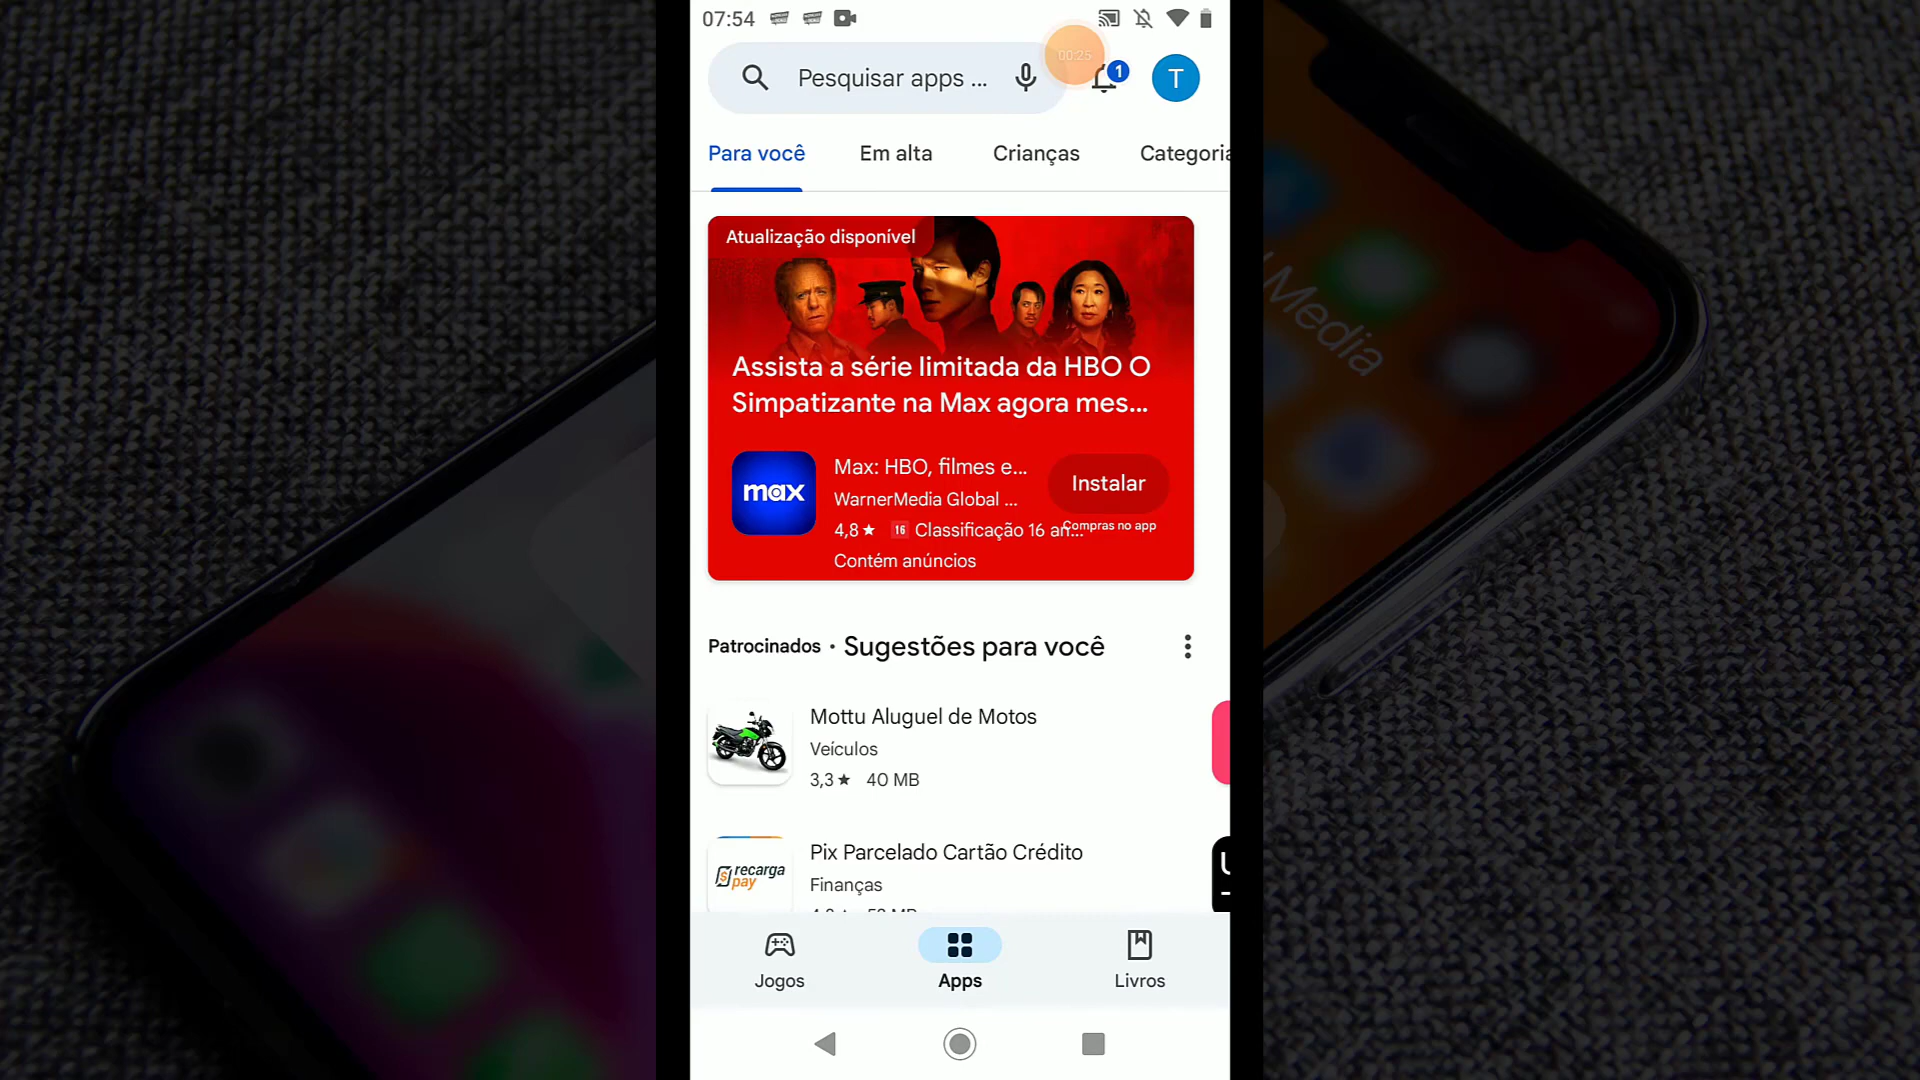 07:54
00:25
Pesquisar apps ...
1
T
Para você
Em alta
Crianças
Categoria
Atualização disponível
Assista a série limitada da HBO O
Simpatizante na Max agora mes...
max
Max: HBO, filmes e...
Instalar
WarnerMedia Global ...
4,8★ 16 Classificação 16 an...
Compras no app
Contém anúncios
Patrocinados • Sugestões para você
Mottu Aluguel de Motos
Veículos
3,3★ 40 MB
recarga
pay
Pix Parcelado Cartão Crédito
Finanças
Jogos
Apps
Livros
Media